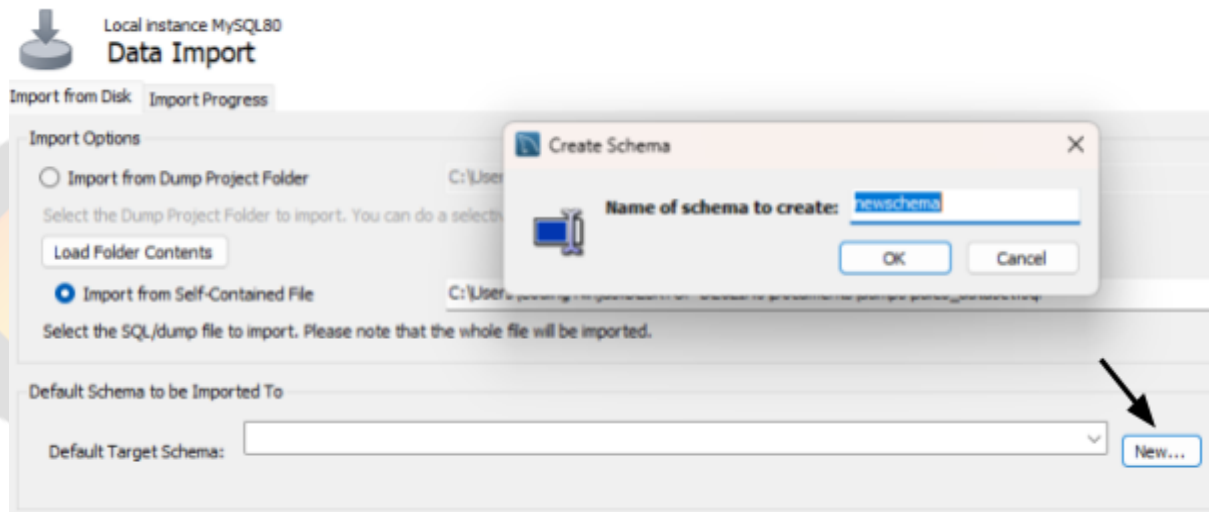 Local instance MySQL80
Data Import
Import from Disk Import Progress
Import Options
Create Schema
Import from Dump Project Folder
C:\User
Name of schema to create: newschema
Select the Dump Project Folder to import. You can do a selectiv
Load Folder Contents
OK Cancel
Import from Self-Contained File
C:\Users
Select the SQL/dump file to import. Please note that the whole file will be imported.
Default Schema to be Imported To
Default Target Schema:
New...